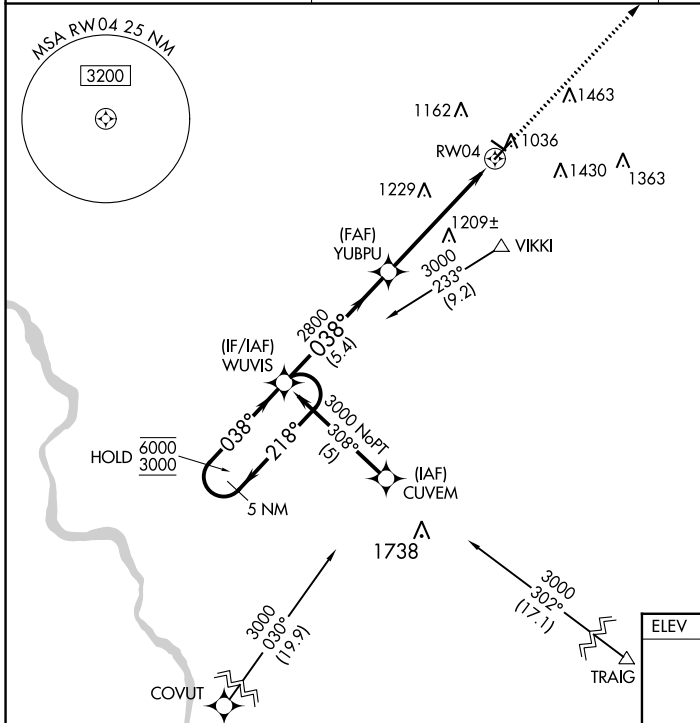 MSA RW04 25 NM
3200
1463
1162
1036
RW04
1430
1363
1229
1209±
(FAF)
YUBPU
VIKKI
3000
233°
(9.2)
2800
038°
(5.4)
(IF/IAF)
WUVIS
3000 NoPT
308°
(5)
038°
218°
HOLD
6000
3000
5 NM
(IAF)
CUVEM
1738
3000
030°
(19.9)
3000
302°
(17.1)
ELEV
TRAIG
COVUT